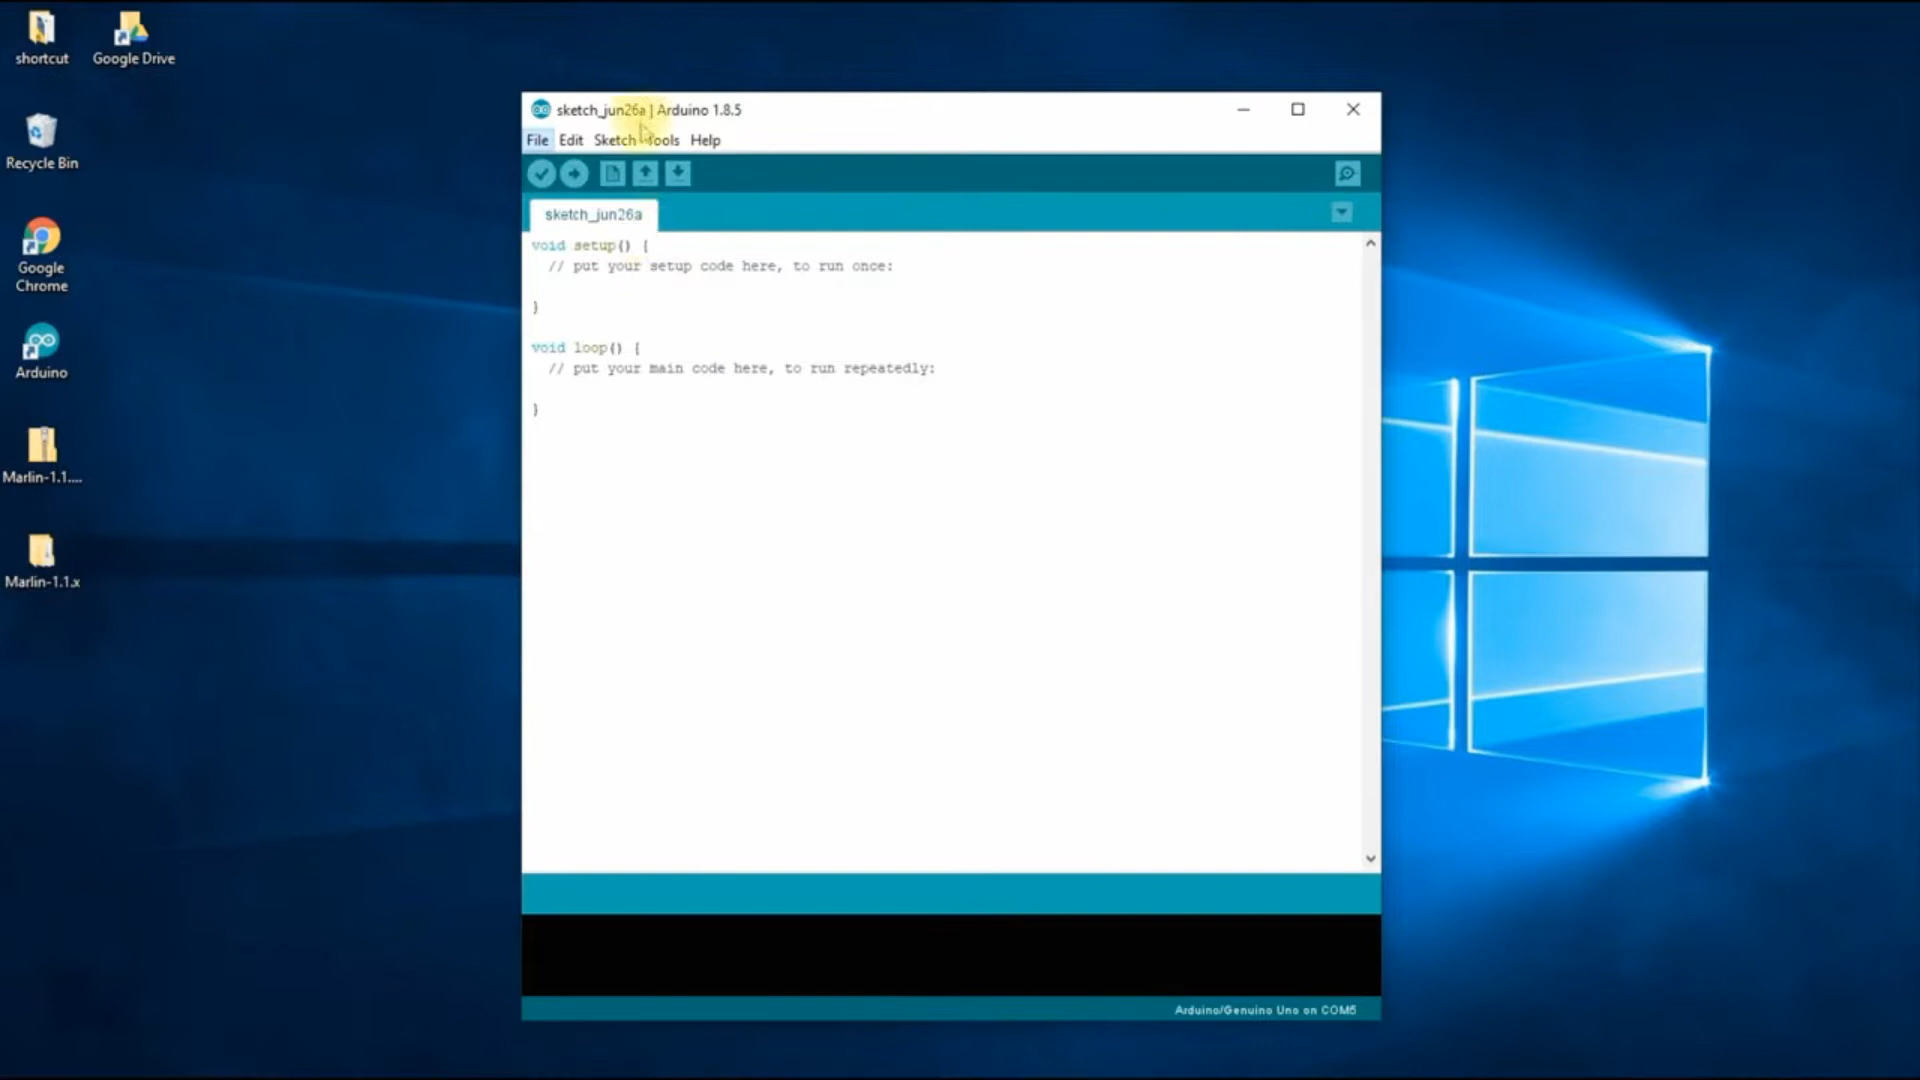 shortcut
Google Drive
Recycle Bin
Google
Chrome
Arduino
Marlin-1.1....
Marlin-1.1.x
sketch_jun26a | Arduino 1.8.5
File Edit Sketch Tools Help
sketch_jun26a
void setup() {
// put your setup code here, to run once:
}
void loop() {
// put your main code here, to run repeatedly:
}
Arduino/Genuino Uno on COM5